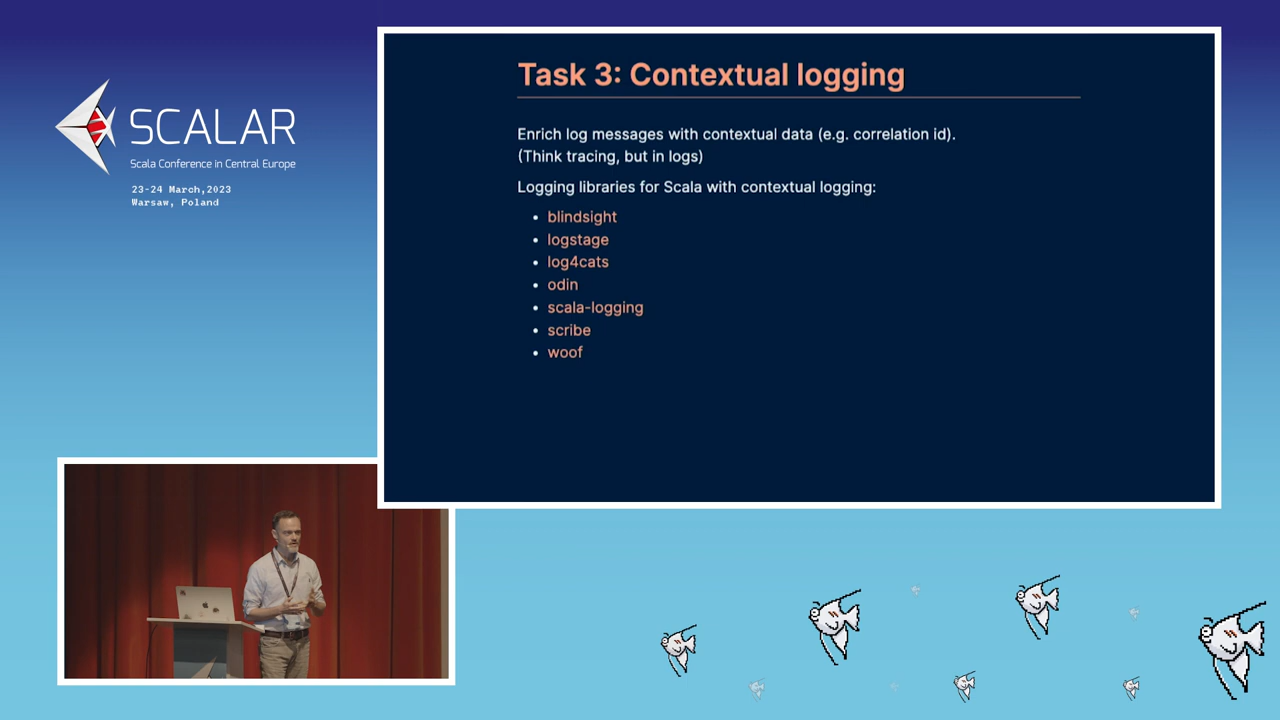 SCALAR
Scala Conference in Central Europe
23-24 March,2023
Warsaw, Poland
Task 3: Contextual logging
Enrich log messages with contextual data (e.g. correlation id).
(Think tracing, but in logs)
Logging libraries for Scala with contextual logging:
• blindsight
• logstage
• log4cats
• odin
• scala-logging
• scribe
• woof